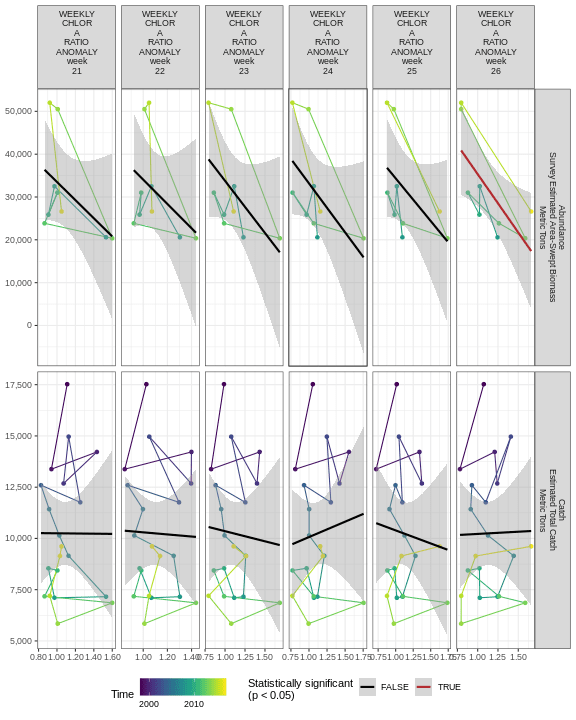 WEEKLY
CHLOR
A
RATIO
ANOMALY
week
21
WEEKLY
CHLOR
A
RATIO
ANOMALY
week
22
WEEKLY
CHLOR
A
RATIO
ANOMALY
week
23
WEEKLY
CHLOR
A
RATIO
ANOMALY
week
24
WEEKLY
CHLOR
A
RATIO
ANOMALY
week
25
WEEKLY
CHLOR
A
RATIO
ANOMALY
week
26
50,000
40,000
30,000
20,000
0
Abundance
Survey Estimated Area-Swept Biomass
Metric Tons
17,500
15,000
12,500
10,000
7,500
5,000
Catch
Estimated Total Catch
Metric Tons
0.80 1.00 1.20 1.40 1.60
1.00 1.20 1.40
0.75 1.00 1.25 1.50
0.75 1.00 1.25 1.50 1.75
0.75 1.00 1.25 1.50 1.75
0.75 1.00 1.25 1.50
Time
2000 2010
Statistically significant
(p < 0.05)
FALSE
TRUE